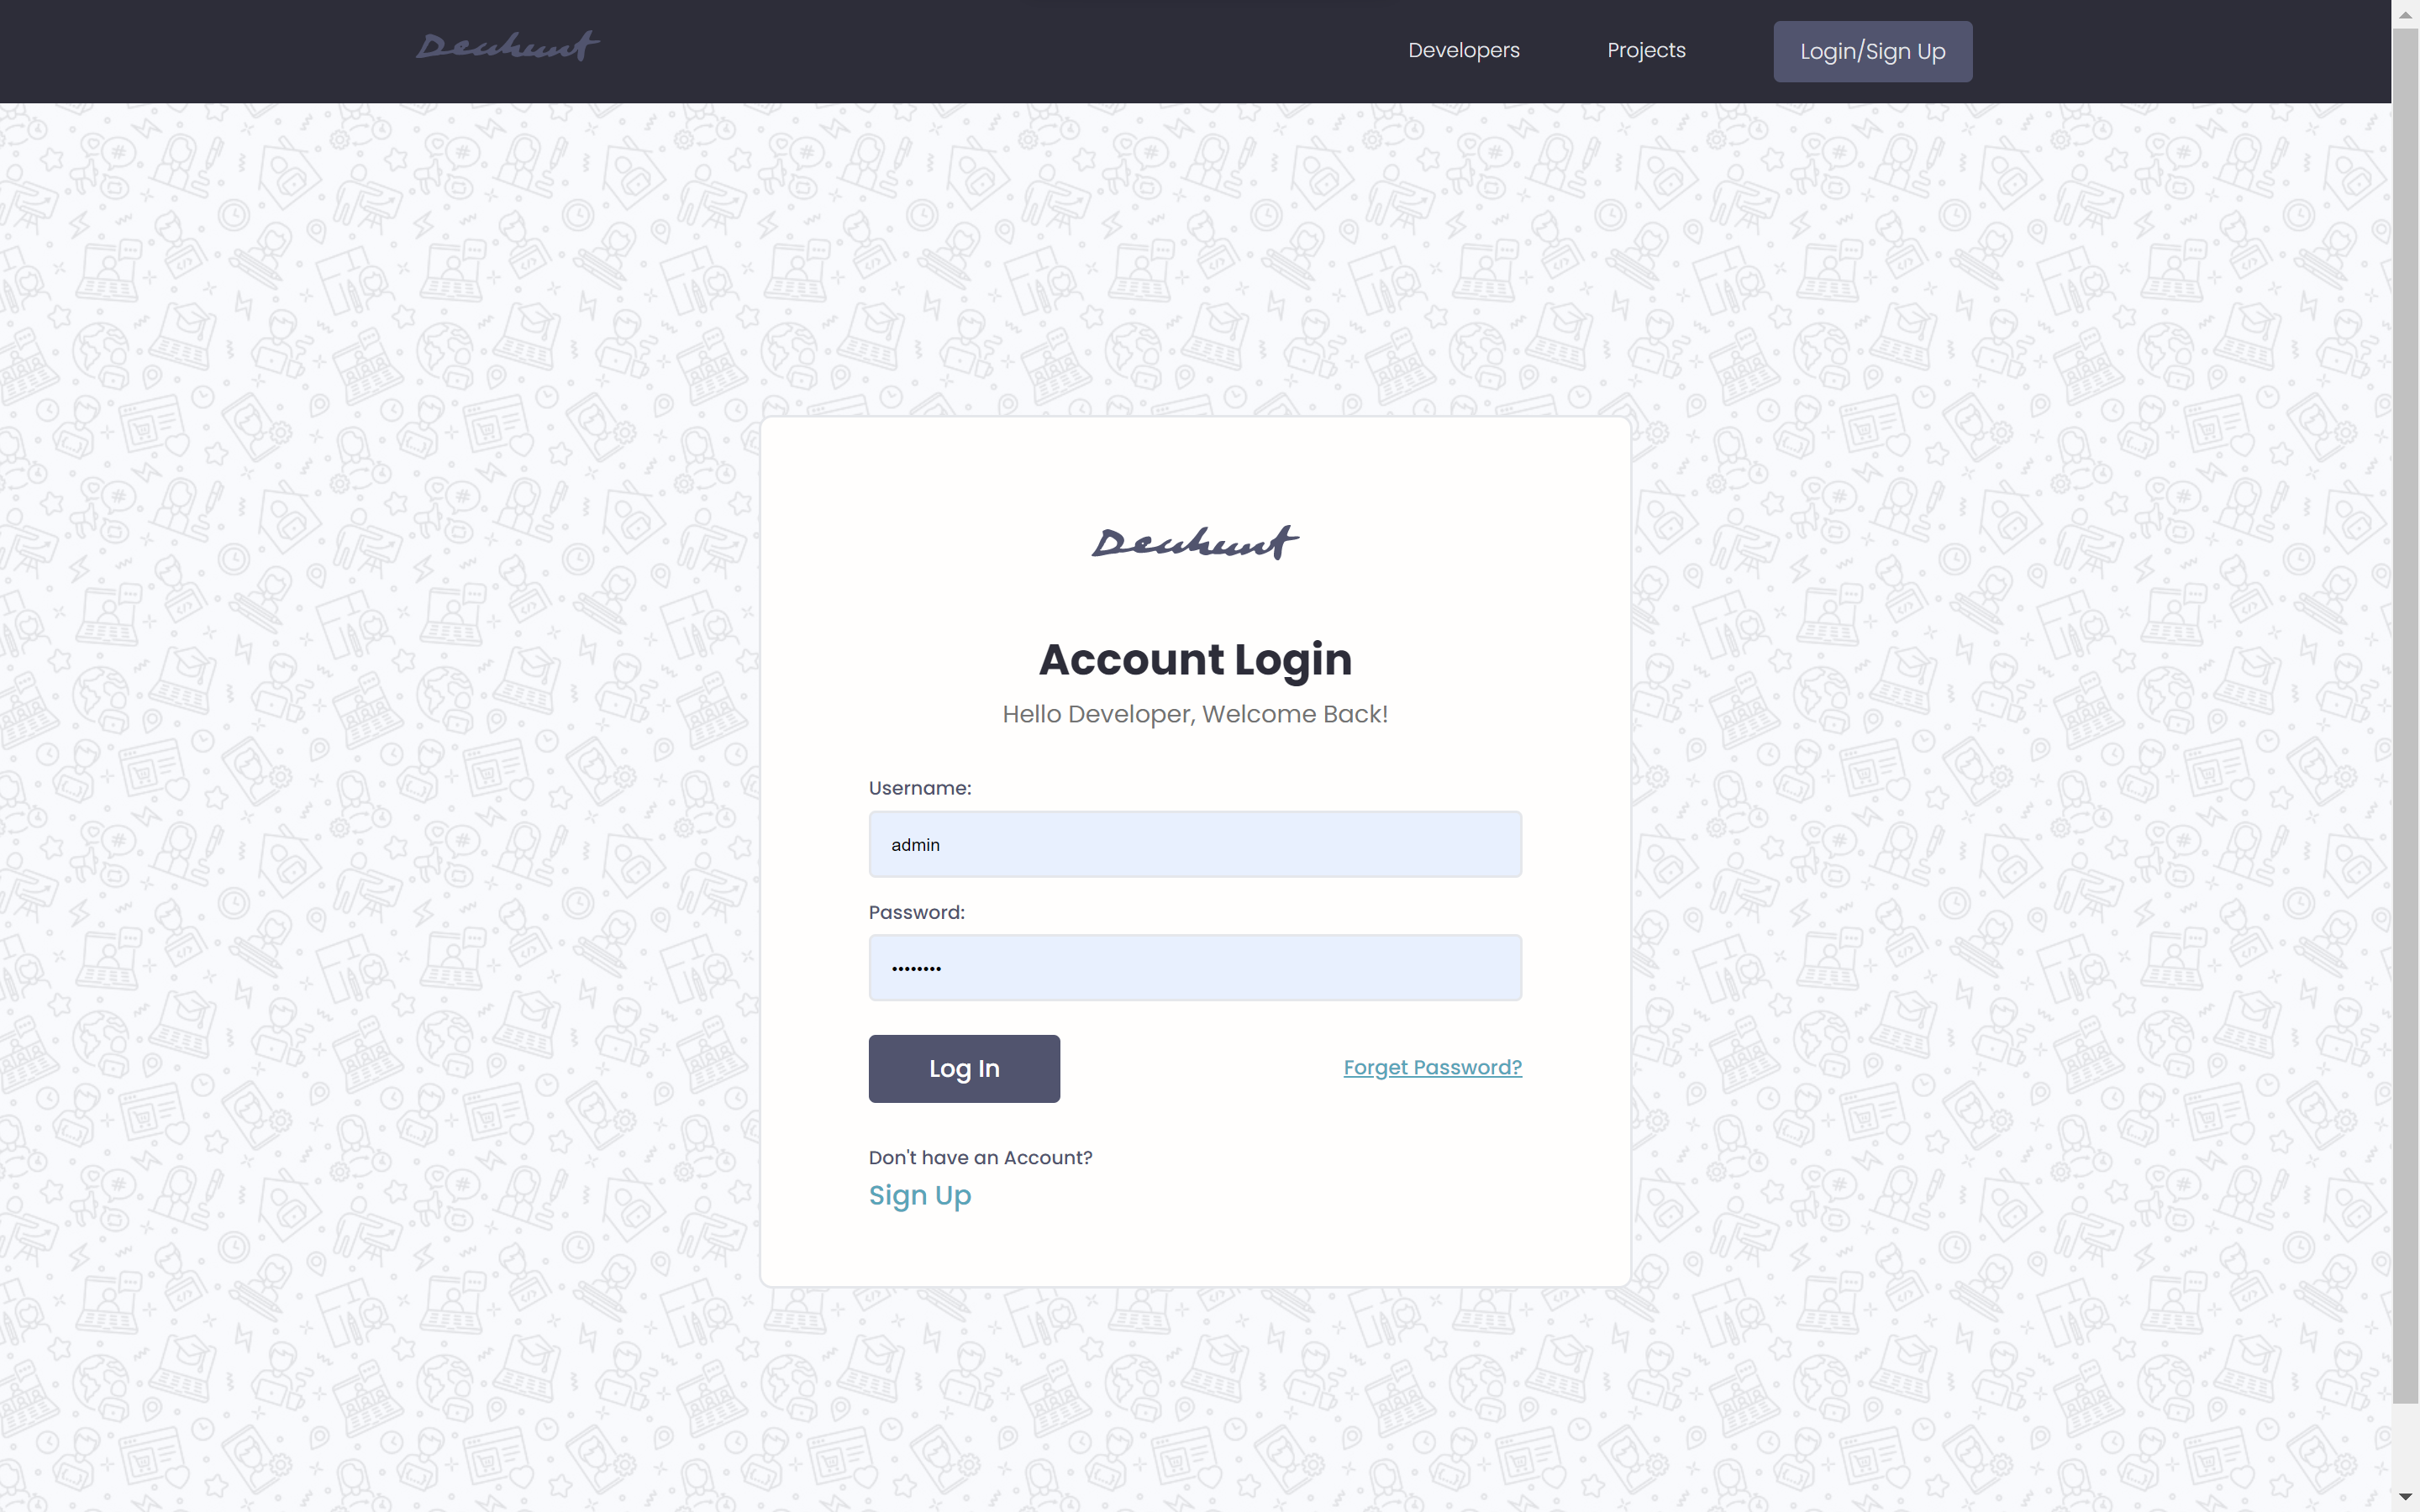 Devhunt
Developers
Projects
Login/Sign Up
Devhunt
Account Login
Hello Developer, Welcome Back!
Username:
admin
Password:
••••••••
Log In
Forget Password?
Don't have an Account?
Sign Up